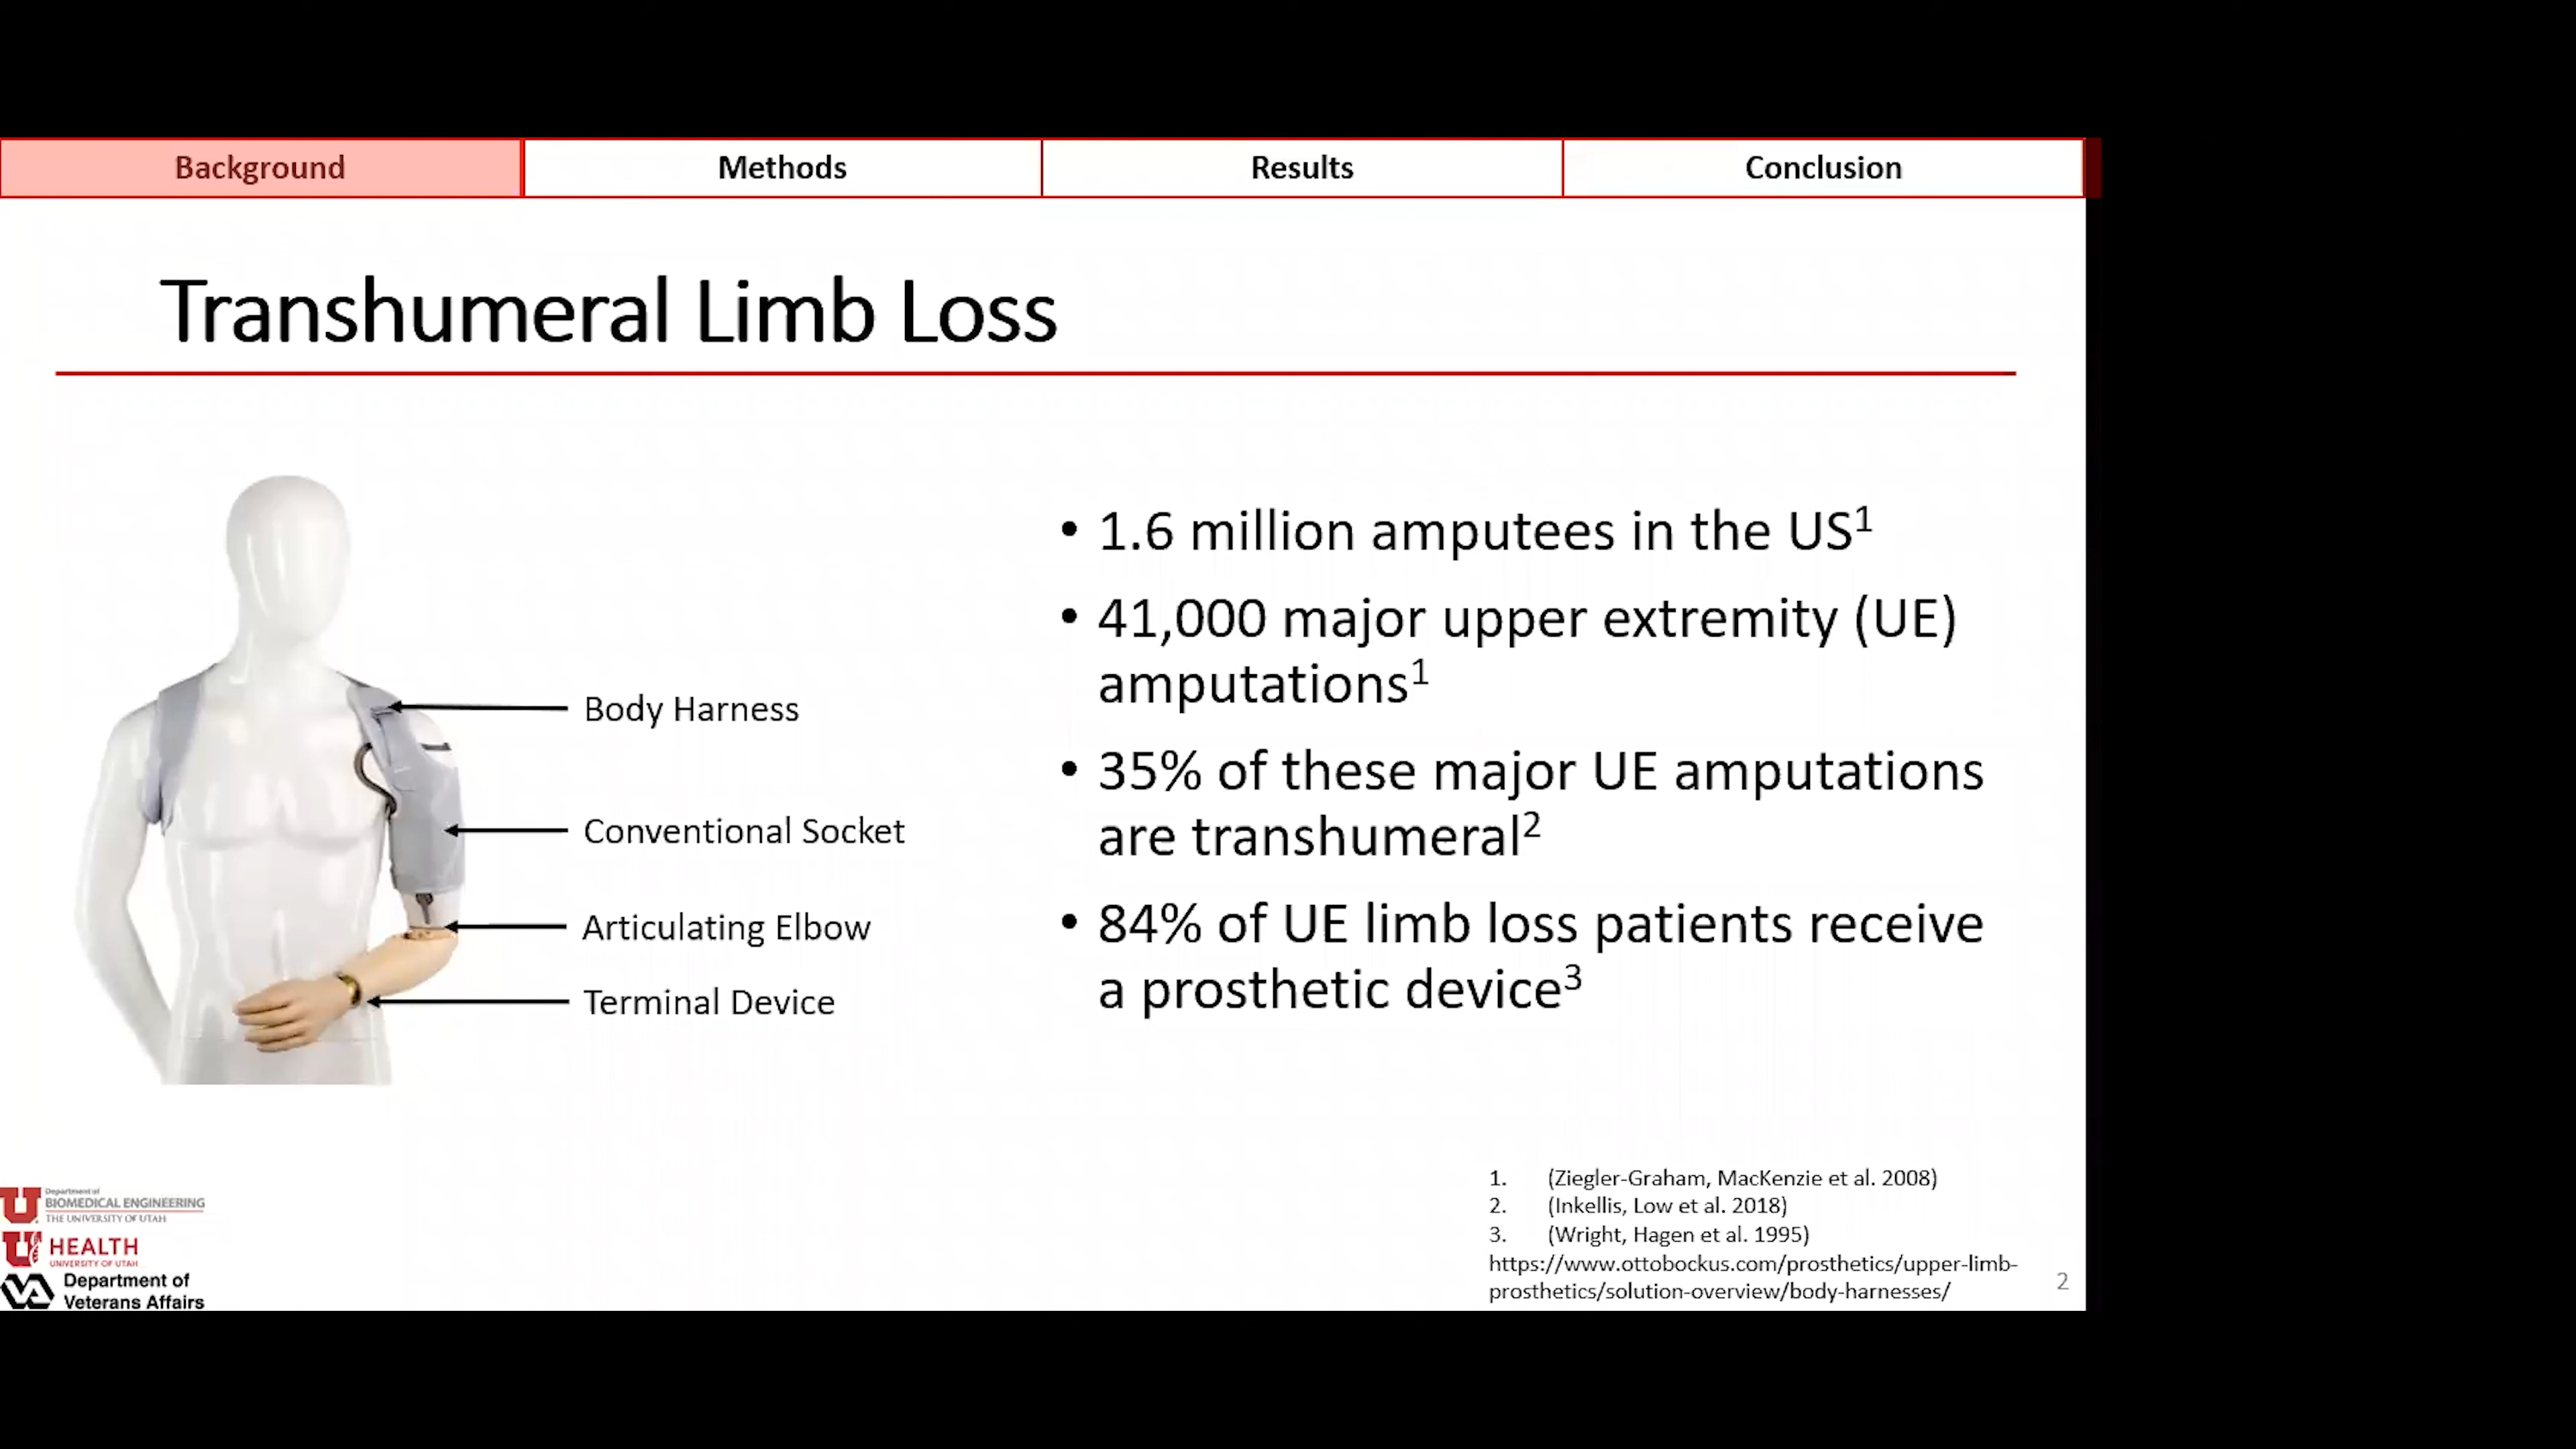 Background
Methods
Results
Conclusion
Transhumeral Limb Loss
Body Harness
Conventional Socket
Articulating Elbow
Terminal Device
• 1.6 million amputees in the US¹
• 41,000 major upper extremity (UE)
amputations¹
• 35% of these major UE amputations
are transhumeral²
• 84% of UE limb loss patients receive
a prosthetic device³
1. (Ziegler-Graham, MacKenzie et al. 2008)
2. (Inkellis, Low et al. 2018)
3. (Wright, Hagen et al. 1995)
https://www.ottobockus.com/prosthetics/upper-limb-
prosthetics/solution-overview/body-harnesses/
2
U
Department of
BIOMEDICAL ENGINEERING
THE UNIVERSITY OF UTAH
U HEALTH
UNIVERSITY OF UTAH
VA
Department of
Veterans Affairs